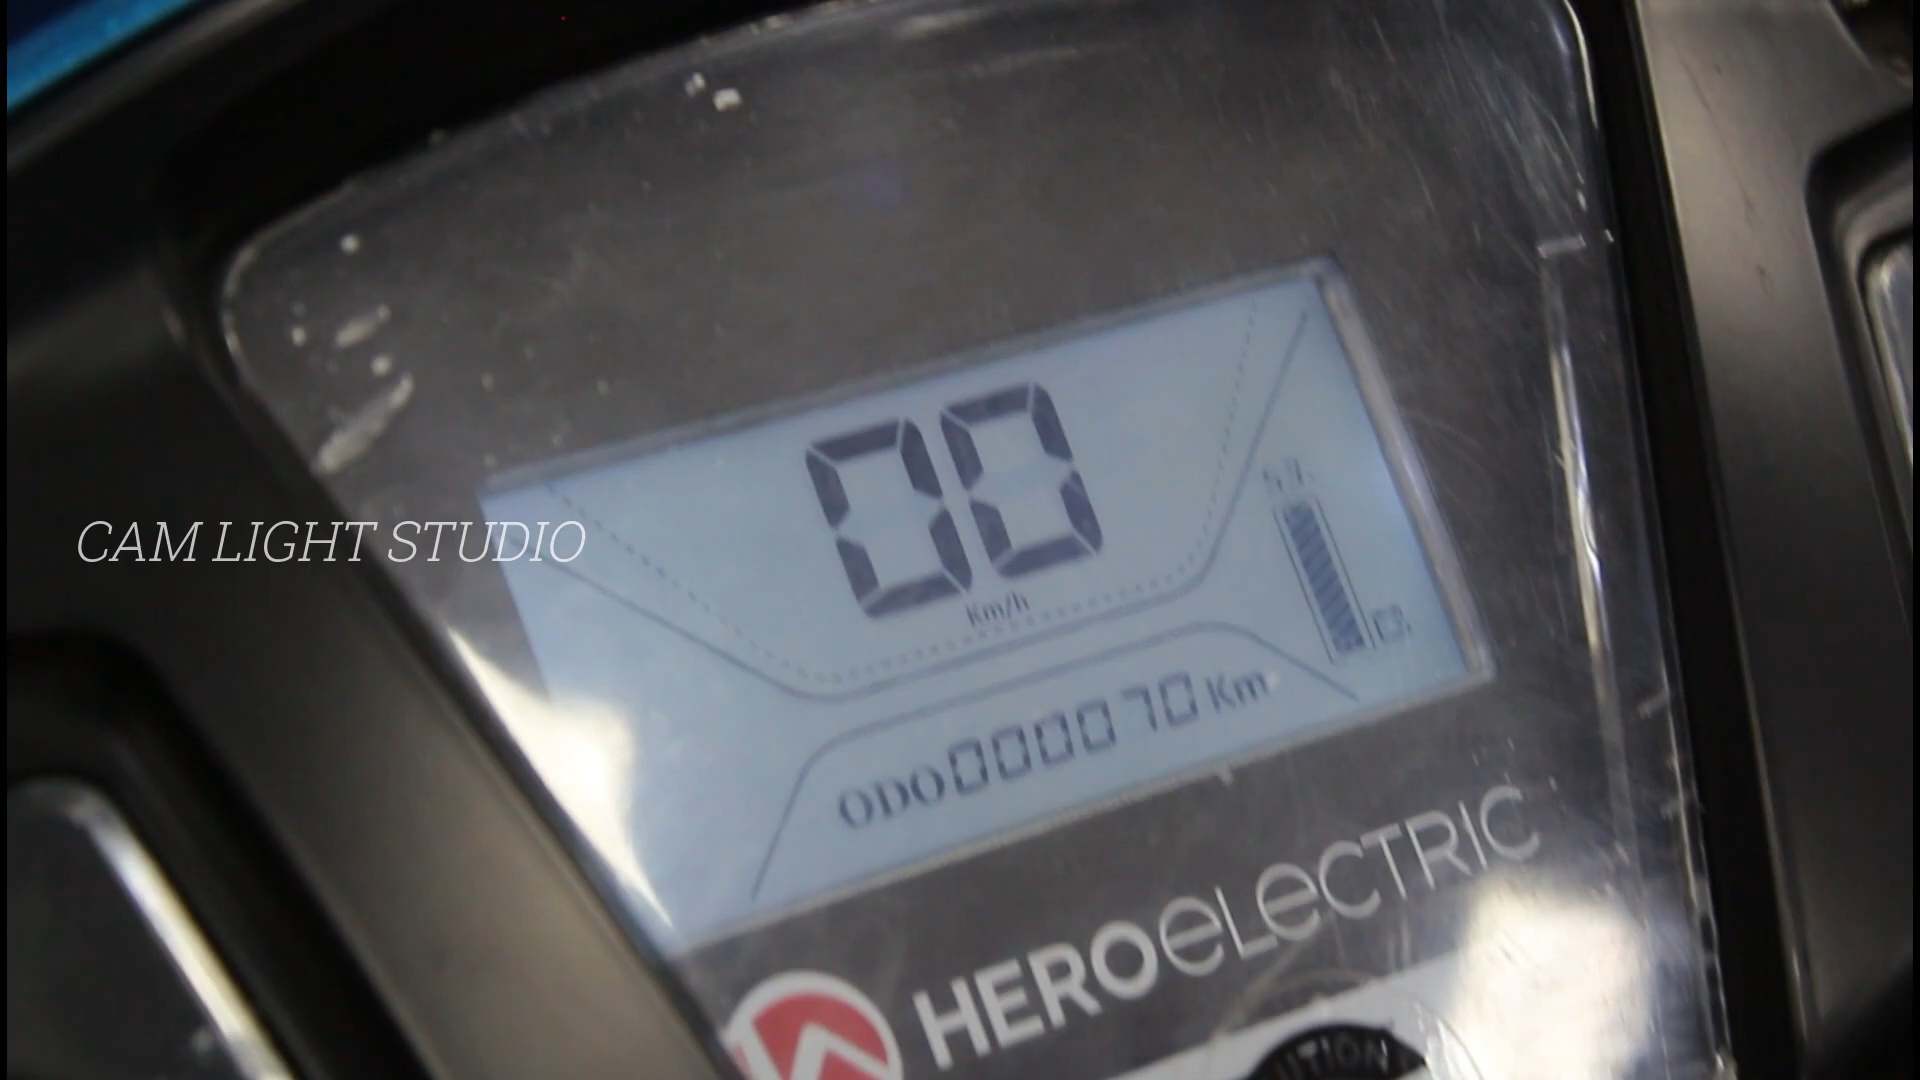 00
Km/h
CAM LIGHT STUDIO
ODO 000070 Km
HEROeLeCTRIC